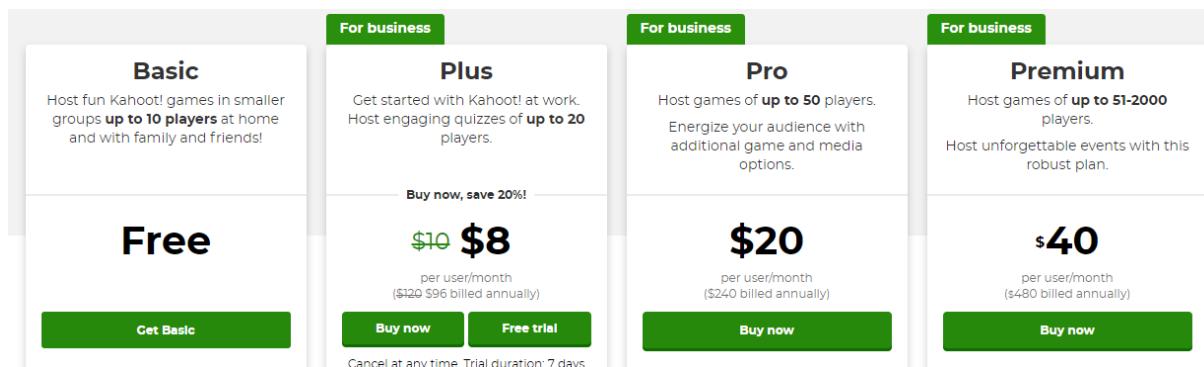 Basic
Host fun Kahoot! games in smaller
groups up to 10 players at home
and with family and friends!
Free
Get Basic
For business
Plus
Get started with Kahoot! at work.
Host engaging quizzes of up to 20
players.
Buy now, save 20%!
$10 $8
per user/month
($120 $96 billed annually)
Buy now
Free trial
Cancel at any time. Trial duration: 7 days
For business
Pro
Host games of up to 50 players.
Energize your audience with
additional game and media
options.
$20
per user/month
($240 billed annually)
Buy now
For business
Premium
Host games of up to 51-2000
players.
Host unforgettable events with this
robust plan.
$40
per user/month
($480 billed annually)
Buy now